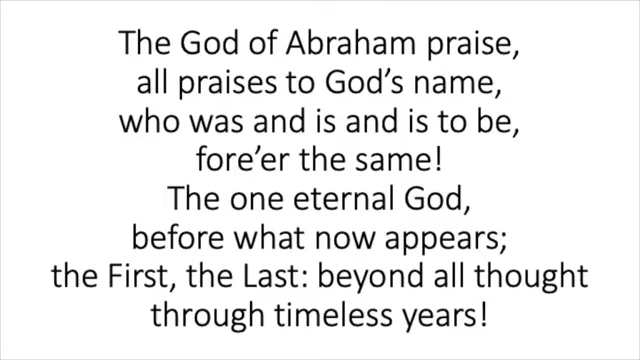 The God of Abraham praise,
all praises to God’s name,
who was and is and is to be,
fore’er the same!
The one eternal God,
before what now appears;
the First, the Last: beyond all thought
through timeless years!